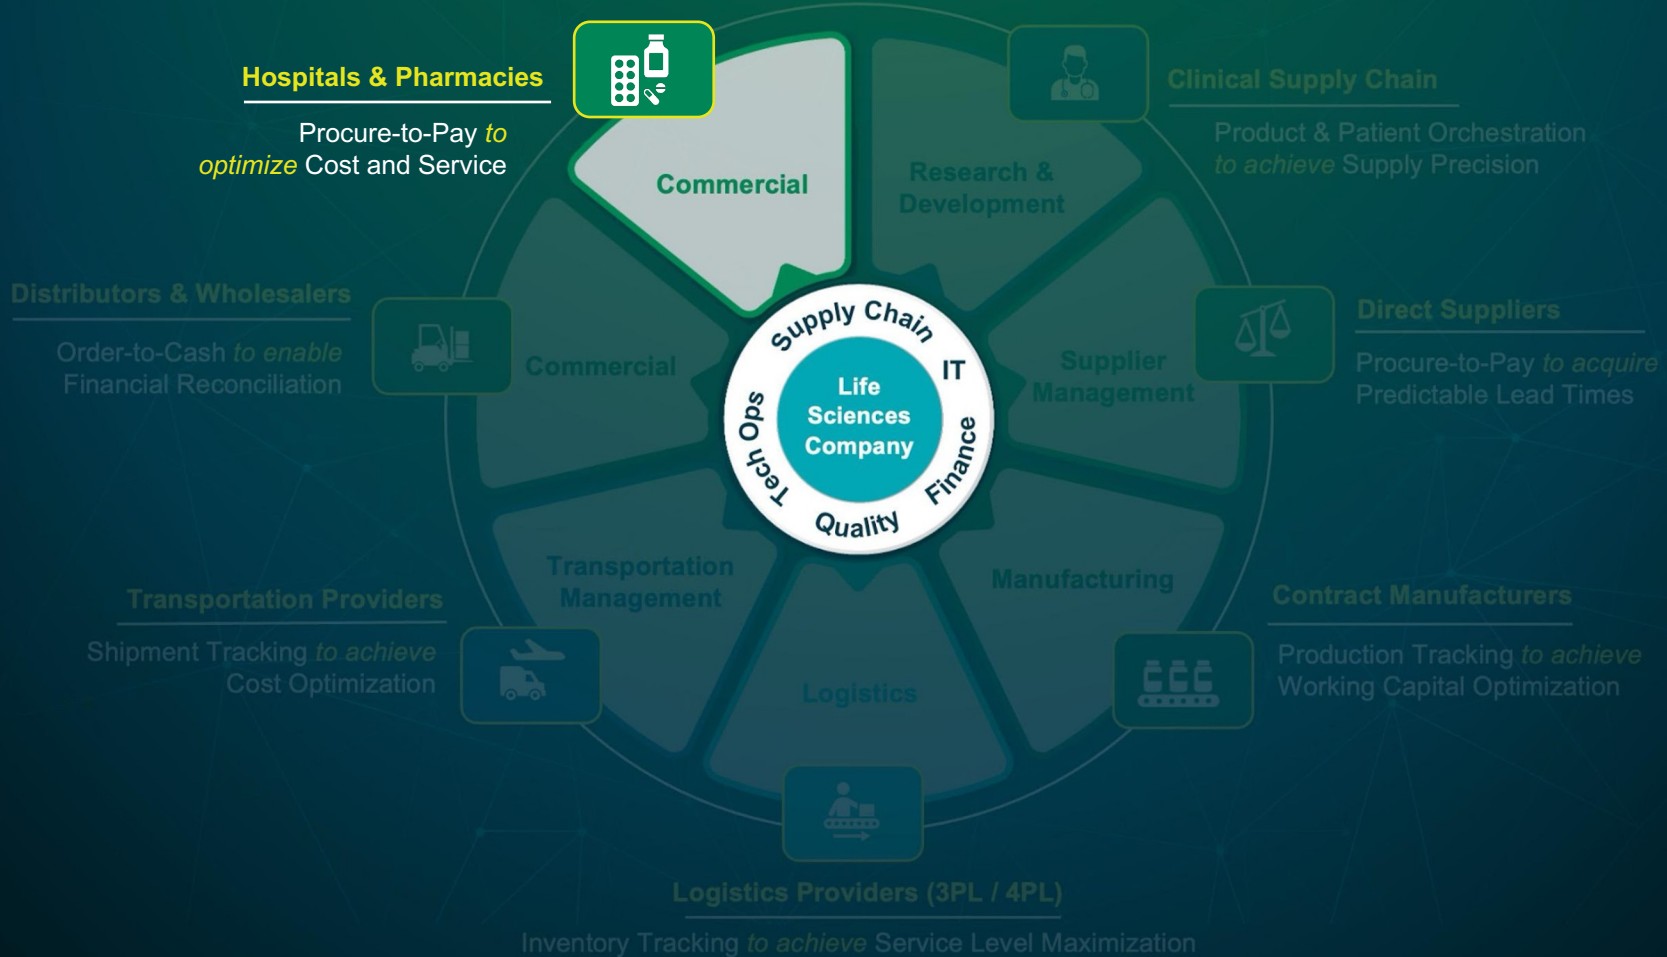 Hospitals & Pharmacies
Procure-to-Pay to
optimize Cost and Service
Commercial
Research &
Development
Clinical Supply Chain
Product & Patient Orchestration
to achieve Supply Precision
Distributors & Wholesalers
Order-to-Cash to enable
Financial Reconciliation
Commercial
Supplier
Management
Direct Suppliers
Procure-to-Pay to acquire
Predictable Lead Times
Supply Chain
IT
Finance
Quality
Tech Ops
Life
Sciences
Company
Transportation Providers
Shipment Tracking to achieve
Cost Optimization
Transportation
Management
Manufacturing
Contract Manufacturers
Production Tracking to achieve
Working Capital Optimization
Logistics
Logistics Providers (3PL / 4PL)
Inventory Tracking to achieve Service Level Maximization